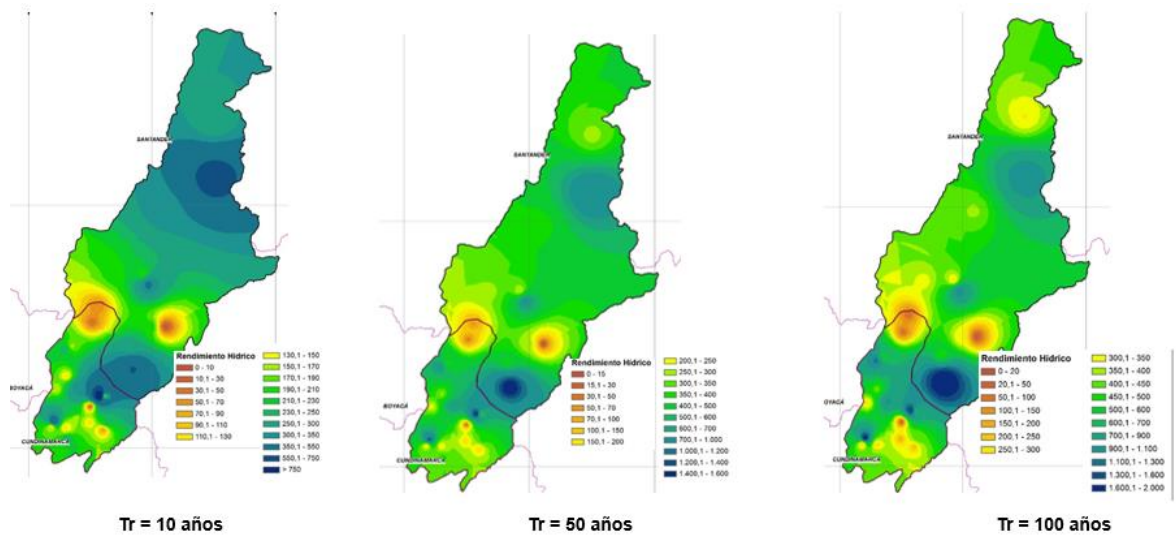 SANTANDER
BOYACÁ
CUNDINAMARCA
Rendimiento Hídrico
0 - 10
10,1 - 30
30,1 - 50
50,1 - 70
70,1 - 90
90,1 - 110
110,1 - 130
130,1 - 150
150,1 - 170
170,1 - 190
190,1 - 210
210,1 - 230
230,1 - 250
250,1 - 300
300,1 - 350
350,1 - 550
550,1 - 750
> 750
Tr = 10 años
SANTANDER
BOYACÁ
CUNDINAMARCA
Rendimiento Hídrico
0 - 15
15,1 - 30
30,1 - 50
50,1 - 70
70,1 - 100
100,1 - 150
150,1 - 200
200,1 - 250
250,1 - 300
300,1 - 350
350,1 - 400
400,1 - 500
500,1 - 600
600,1 - 700
700,1 - 1.000
1.000,1 - 1.200
1.200,1 - 1.400
1.400,1 - 1.600
Tr = 50 años
SANTANDER
OYACÁ
CUNDINAMARCA
Rendimiento Hídrico
0 - 20
20,1 - 50
50,1 - 100
100,1 - 150
150,1 - 200
200,1 - 250
250,1 - 300
300,1 - 350
350,1 - 400
400,1 - 450
450,1 - 500
500,1 - 600
600,1 - 700
700,1 - 900
900,1 - 1.100
1.100,1 - 1.300
1.300,1 - 1.600
1.600,1 - 2.000
Tr = 100 años